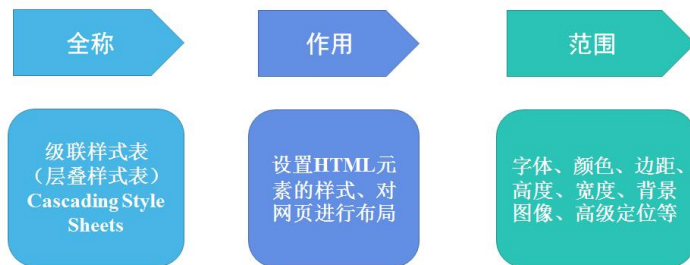 全称
作用
范围
级联样式表
（层叠样式表）
Cascading Style
Sheets
设置HTML元
素的样式、对
网页进行布局
字体、颜色、边距、
高度、宽度、背景
图像、高级定位等